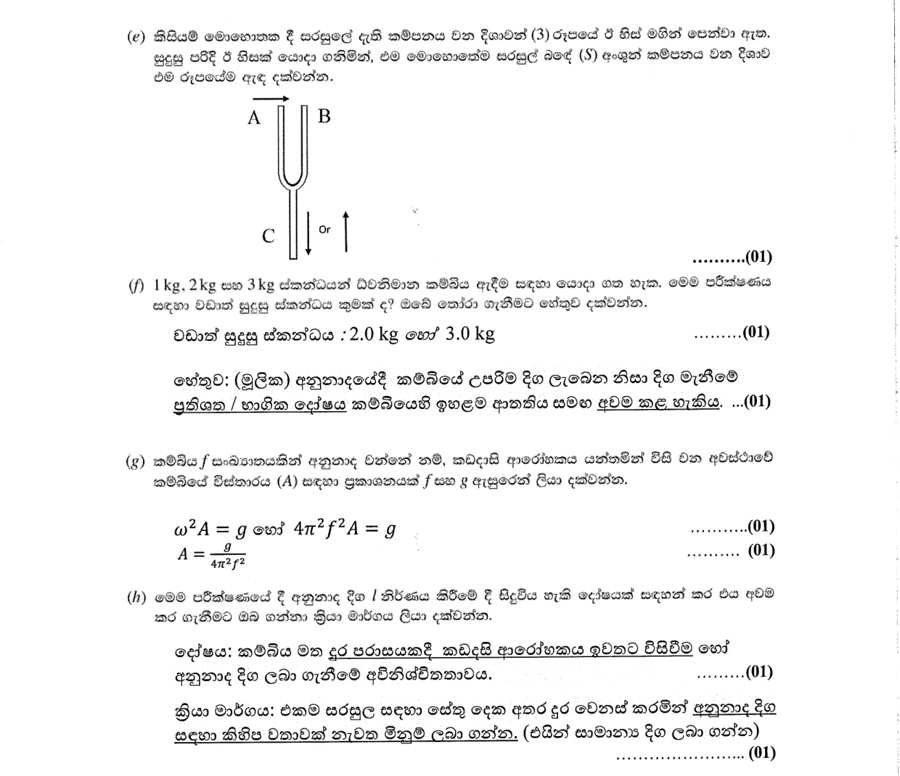 (e) කිසියම් මොහොතක දී සරසුලේ දැති කම්පනය වන දිශාවන් (3) රූපයේ ඊ හිස් මගින් පෙන්වා ඇත.
සුදුසු පරිදි ඊ හිසක් යොදා ගනිමින්, එම මොහොතේම සරසුල් බඳේ (S) අංශුන් කම්පනය වන දිශාව
එම රූපයේම ඇඳ දක්වන්න.
A B
C Or
..........(01)
(f) 1 kg, 2 kg සහ 3 kg ස්කන්ධයන් ධ්වනිමාන කම්බිය ඇදීම සඳහා යොදා ගත හැක. මෙම පරීක්ෂණය
සඳහා වඩාත් සුදුසු ස්කන්ධය කුමක් ද? ඔබේ තෝරා ගැනීමට හේතුව දක්වන්න.
වඩාත් සුදුසු ස්කන්ධය : 2.0 kg හෝ 3.0 kg .........(01)
හේතුව: (මූලික) අනුනාදයේදී කම්බියේ උපරිම දිග ලැබෙන නිසා දිග මැනීමේ
ප්‍රතිශත / භාගික දෝෂය කම්බියෙහි ඉහළම ආතතිය සමඟ අවම කළ හැකිය. ...(01)
(g) කම්බිය f සංඛ්‍යාතයකින් අනුනාද වන්නේ නම්, කඩදාසි ආරෝහකය යන්තමින් විසි වන අවස්ථාවේ
කම්බියේ විස්තාරය (A) සඳහා ප්‍රකාශනයක් f සහ g ඇසුරෙන් ලියා දක්වන්න.
ω²A = g හෝ 4π²f²A = g ...........(01)
A = g/4π²f² .......... (01)
(h) මෙම පරීක්ෂණයේ දී අනුනාද දිග l නිර්ණය කිරීමේ දී සිදුවිය හැකි දෝෂයක් සඳහන් කර එය අවම
කර ගැනීමට ඔබ ගන්නා ක්‍රියා මාර්ගය ලියා දක්වන්න.
දෝෂය: කම්බිය මත දුර පරාසයකදී කඩදාසි ආරෝහකය ඉවතට විසිවීම හෝ
අනුනාද දිග ලබා ගැනීමේ අවිනිශ්චිතතාවය. .........(01)
ක්‍රියා මාර්ගය: එකම සරසුල සඳහා සේතු දෙක අතර දුර වෙනස් කරමින් අනුනාද දිග
සඳහා කිහිප වතාවක් නැවත මිනුම් ලබා ගන්න. (එයින් සාමාන්‍ය දිග ලබා ගන්න)
....................... (01)